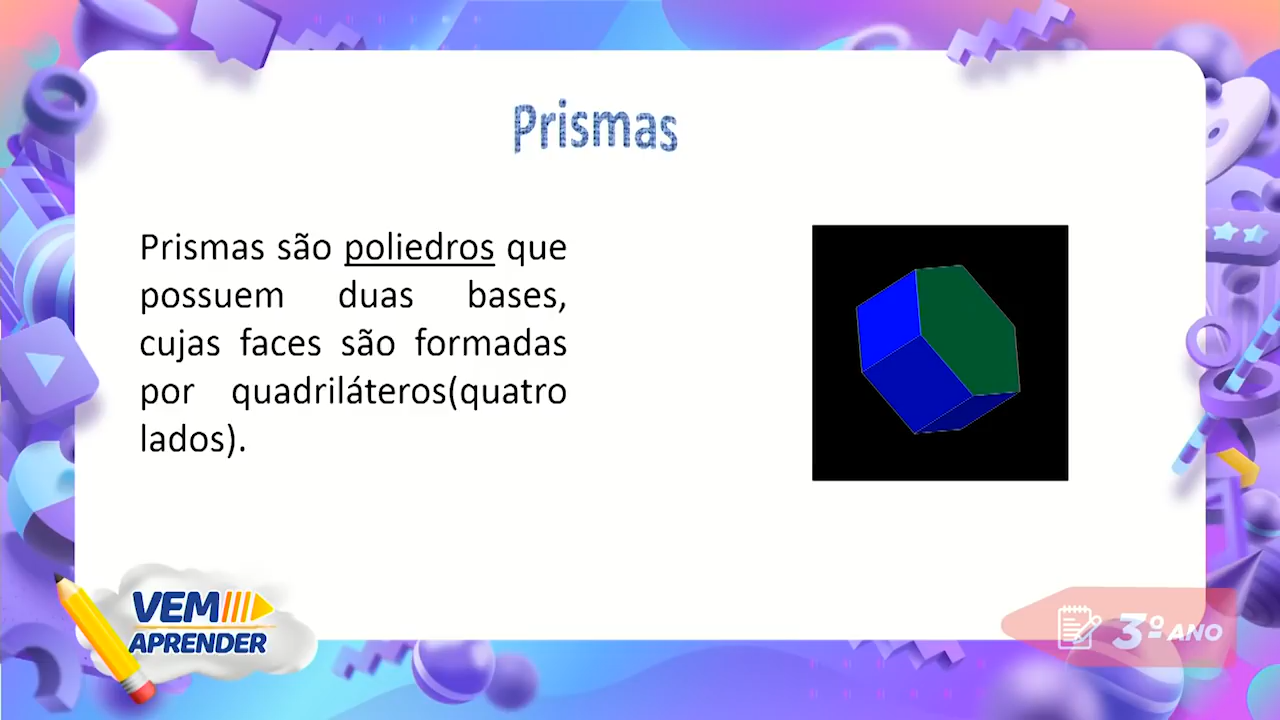 Prismas
Prismas são poliedros que
possuem duas bases,
cujas faces são formadas
por quadriláteros(quatro
lados).
VEM
APRENDER
3º ANO